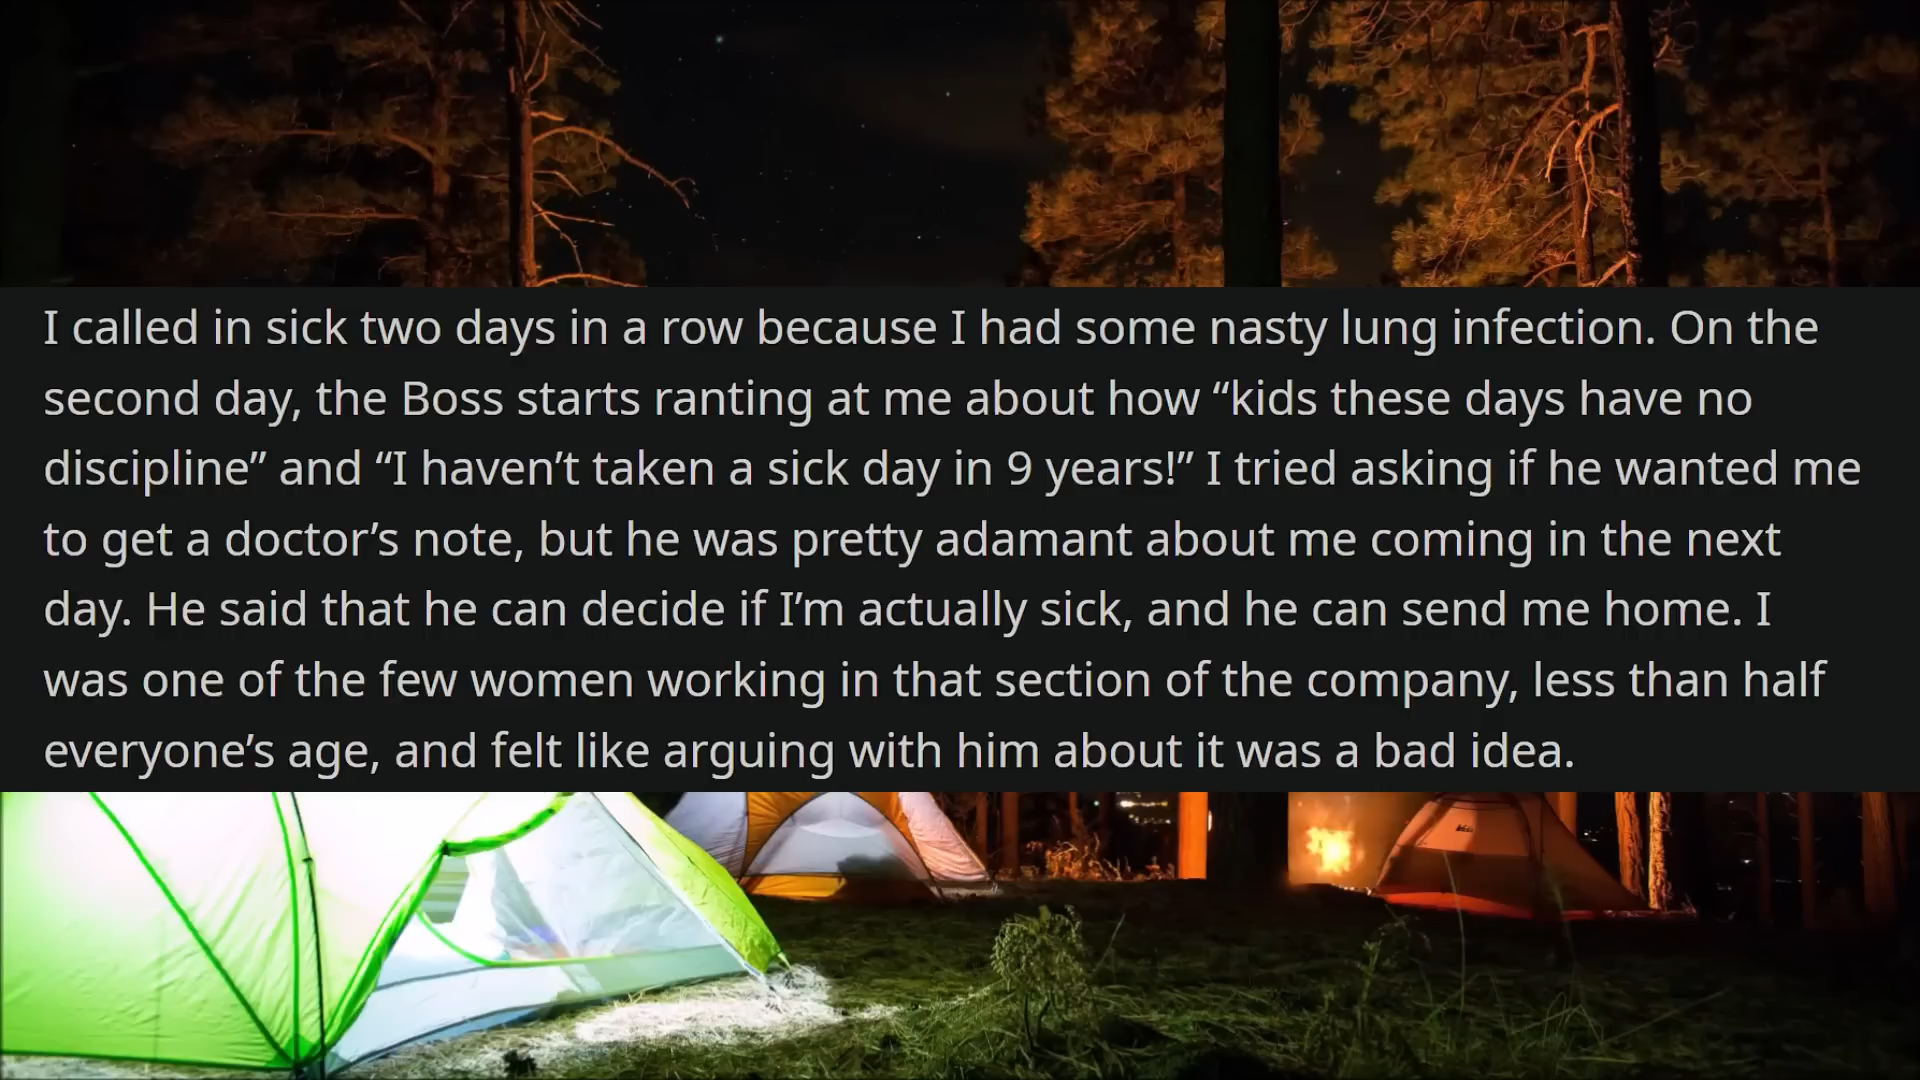 I called in sick two days in a row because I had some nasty lung infection. On the
second day, the Boss starts ranting at me about how “kids these days have no
discipline” and “I haven’t taken a sick day in 9 years!” I tried asking if he wanted me
to get a doctor’s note, but he was pretty adamant about me coming in the next
day. He said that he can decide if I’m actually sick, and he can send me home. I
was one of the few women working in that section of the company, less than half
everyone’s age, and felt like arguing with him about it was a bad idea.